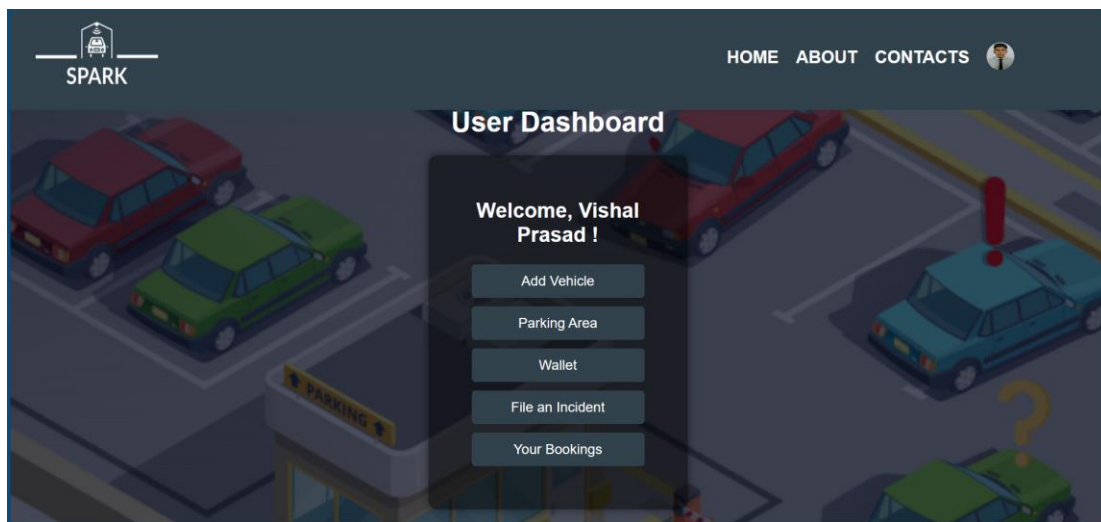 SPARK
HOME ABOUT CONTACTS
User Dashboard
Welcome, Vishal
Prasad !
Add Vehicle
Parking Area
Wallet
File an Incident
Your Bookings
PARKING